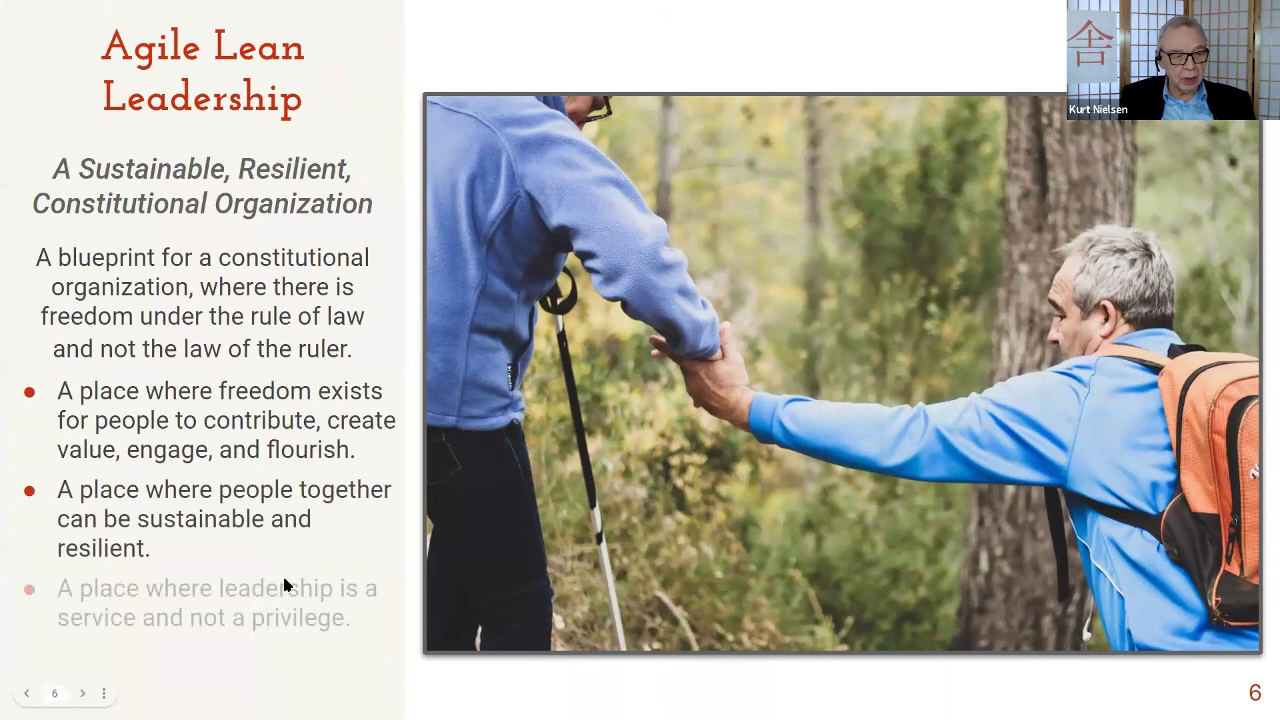 Agile Lean
Leadership
A Sustainable, Resilient,
Constitutional Organization
A blueprint for a constitutional
organization, where there is
freedom under the rule of law
and not the law of the ruler.
A place where freedom exists
for people to contribute, create
value, engage, and flourish.
A place where people together
can be sustainable and
resilient.
A place where leadership is a
service and not a privilege.
6
舍
Kurt Nielsen
6